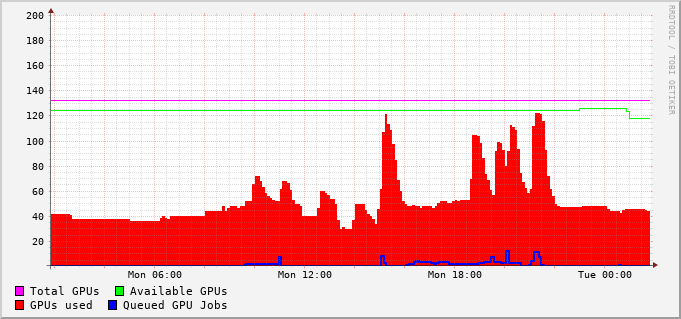 200
180
160
140
120
100
80
60
40
20
Mon 06:00 Mon 12:00 Mon 18:00 Tue 00:00
Total GPUs Available GPUs
GPUs used Queued GPU Jobs
RRDTOOL / TOBI OETIKER